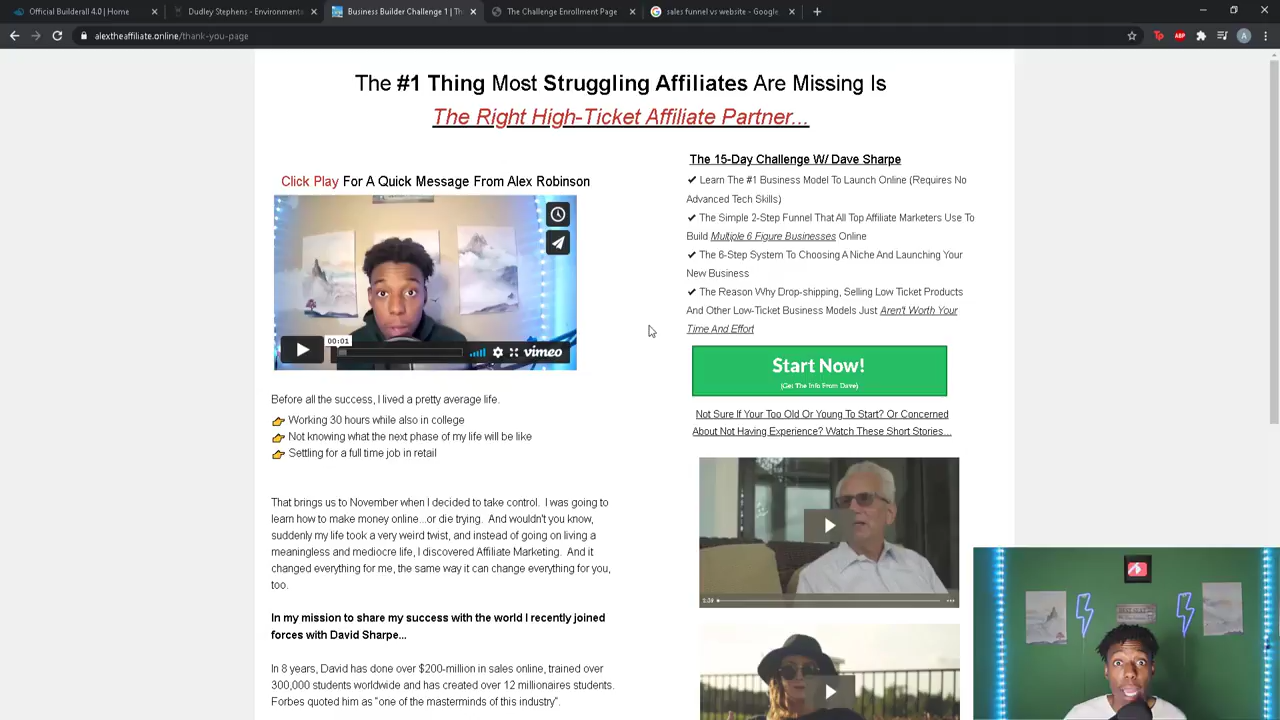 Official Builderall 4.0 | Home
Dudley Stephens - Environment
Business Builder Challenge 1 | Th
The Challenge Enrollment Page
sales funnel vs website - Google
alextheaffiliate.online/thank-you-page
The #1 Thing Most Struggling Affiliates Are Missing Is
The Right High-Ticket Affiliate Partner...
Click Play For A Quick Message From Alex Robinson
00:01
vimeo
Before all the success, I lived a pretty average life.
👉 Working 30 hours while also in college
👉 Not knowing what the next phase of my life will be like
👉 Settling for a full time job in retail
That brings us to November when I decided to take control. I was going to
learn how to make money online...or die trying. And wouldn't you know,
suddenly my life took a very weird twist, and instead of going on living a
meaningless and mediocre life, I discovered Affiliate Marketing. And it
changed everything for me, the same way it can change everything for you,
too.
In my mission to share my success with the world I recently joined
forces with David Sharpe...
In 8 years, David has done over $200-million in sales online, trained over
300,000 students worldwide and has created over 12 millionaires students.
Forbes quoted him as "one of the masterminds of this industry".
The 15-Day Challenge W/ Dave Sharpe
✔ Learn The #1 Business Model To Launch Online (Requires No
Advanced Tech Skills)
✔ The Simple 2-Step Funnel That All Top Affiliate Marketers Use To
Build Multiple 6 Figure Businesses Online
✔ The 6-Step System To Choosing A Niche And Launching Your
New Business
✔ The Reason Why Drop-shipping, Selling Low Ticket Products
And Other Low-Ticket Business Models Just Aren't Worth Your
Time And Effort
Start Now!
(Get The Info From Dave)
Not Sure If Your Too Old Or Young To Start? Or Concerned
About Not Having Experience? Watch These Short Stories...